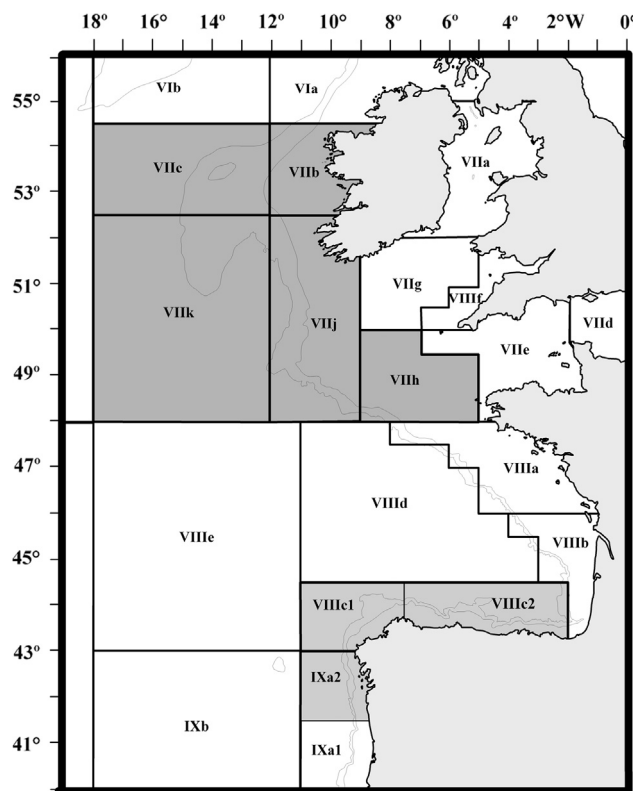 18° 16° 14° 12° 10° 8° 6° 4° 2°W 0°
55°
VIb VIa
VIIc VIIb VIIa
53°
51°
VIIg VIIf
VIIk VIIj VIId
49°
VIIe
VIIh
47°
VIIIa
VIIIe VIIId
VIIIb
45°
VIIIc1 VIIIc2
43°
IXa2
IXb
41°
IXa1